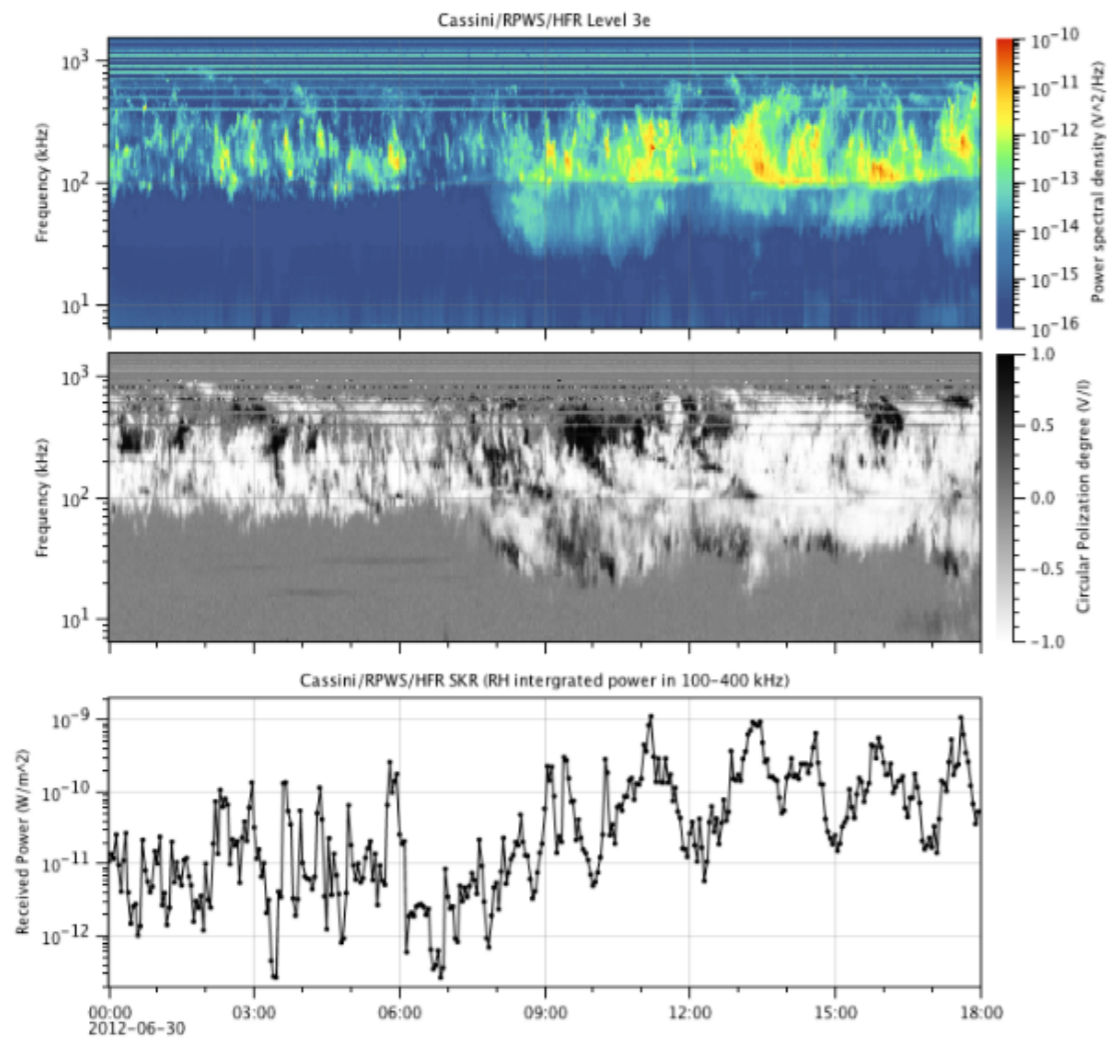 Cassini/RPWS/HFR Level 3e
10^3
10^2
10^1
Frequency (kHz)
10^-10
10^-11
10^-12
10^-13
10^-14
10^-15
10^-16
Power spectral density (V^2/Hz)
10^3
10^2
10^1
Frequency (kHz)
1.0
0.5
0.0
-0.5
-1.0
Circular Polization degree (V/I)
Cassini/RPWS/HFR SKR (RH intergrated power in 100-400 kHz)
10^-9
10^-10
10^-11
10^-12
Received Power (W/m^2)
00:00 03:00 06:00 09:00 12:00 15:00 18:00
2012-06-30